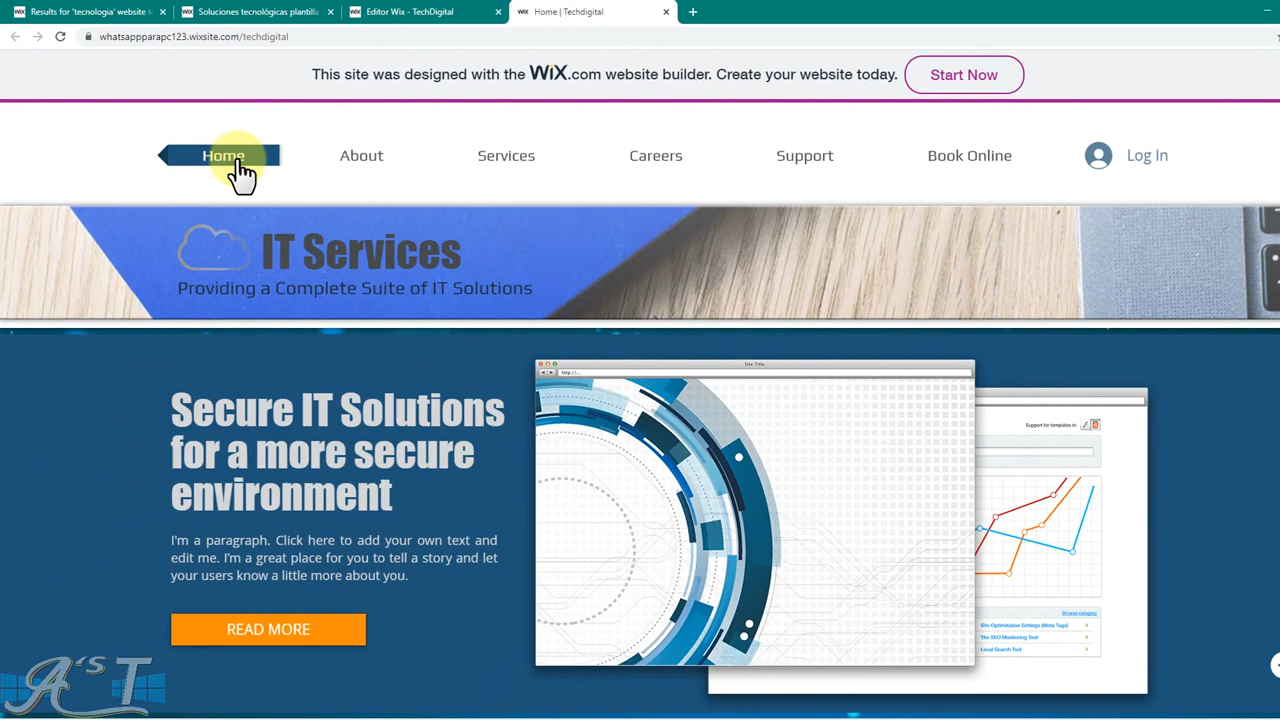 Results for 'tecnologia' website t
Soluciones tecnológicas plantilla
Editor Wix - TechDigital
Home | Techdigital
whatsappparapc123.wixsite.com/techdigital
This site was designed with the WiX.com website builder. Create your website today.
Start Now
Home
About
Services
Careers
Support
Book Online
Log In
IT Services
Providing a Complete Suite of IT Solutions
Secure IT Solutions
for a more secure
environment
I'm a paragraph. Click here to add your own text and
edit me. I'm a great place for you to tell a story and let
your users know a little more about you.
READ MORE
Site Title
http://...
Support for templates in:
Browse category
Site Optimization Settings (Meta Tags)
The SEO Monitoring Tool
Local Search Tool
A'S T